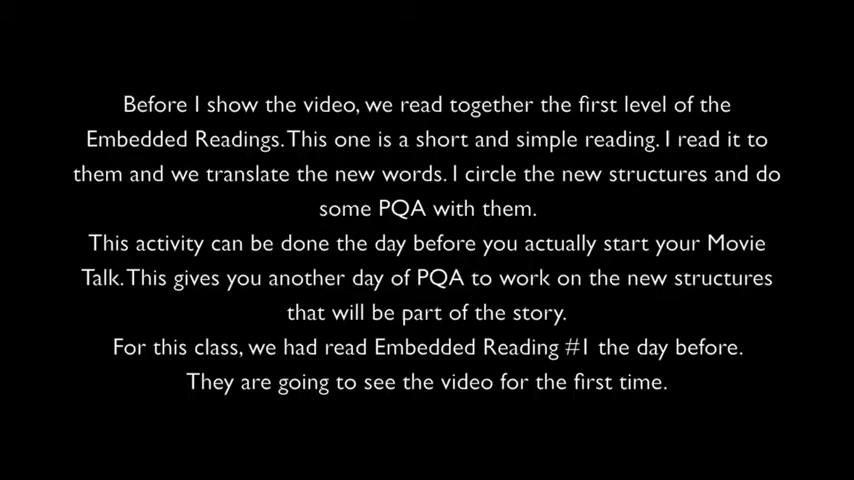 Before I show the video, we read together the first level of the
Embedded Readings. This one is a short and simple reading. I read it to
them and we translate the new words. I circle the new structures and do
some PQA with them.
This activity can be done the day before you actually start your Movie
Talk. This gives you another day of PQA to work on the new structures
that will be part of the story.
For this class, we had read Embedded Reading #1 the day before.
They are going to see the video for the first time.